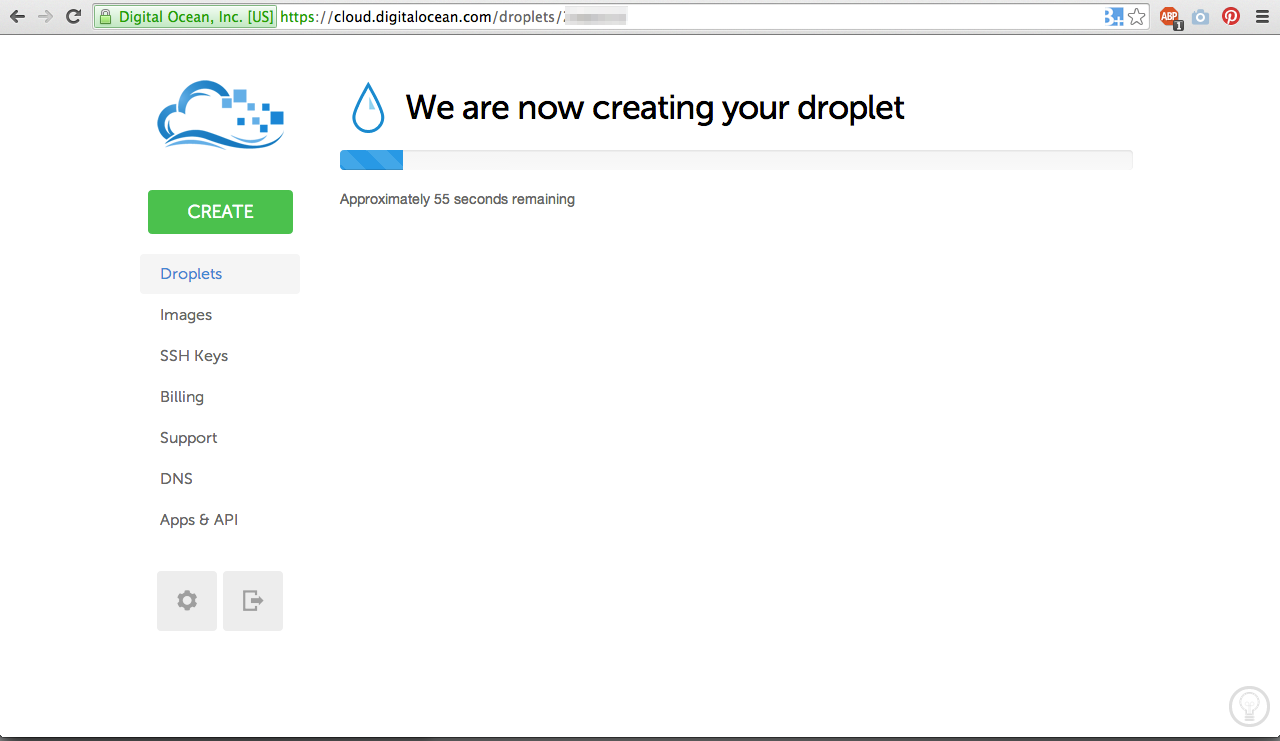 Digital Ocean, Inc. [US] https://cloud.digitalocean.com/droplets/
ABP
1
We are now creating your droplet
Approximately 55 seconds remaining
CREATE
Droplets
Images
SSH Keys
Billing
Support
DNS
Apps & API